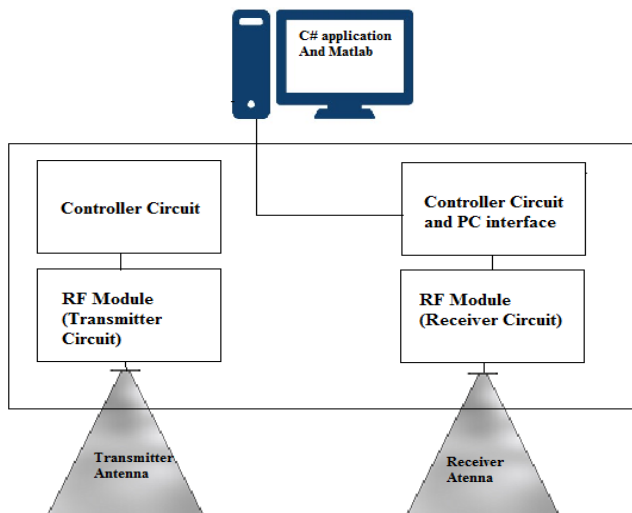 C# application
And Matlab
Controller Circuit
Controller Circuit
and PC interface
RF Module
(Transmitter
Circuit)
RF Module
(Receiver Circuit)
Transmitter
Antenna
Receiver
Atenna